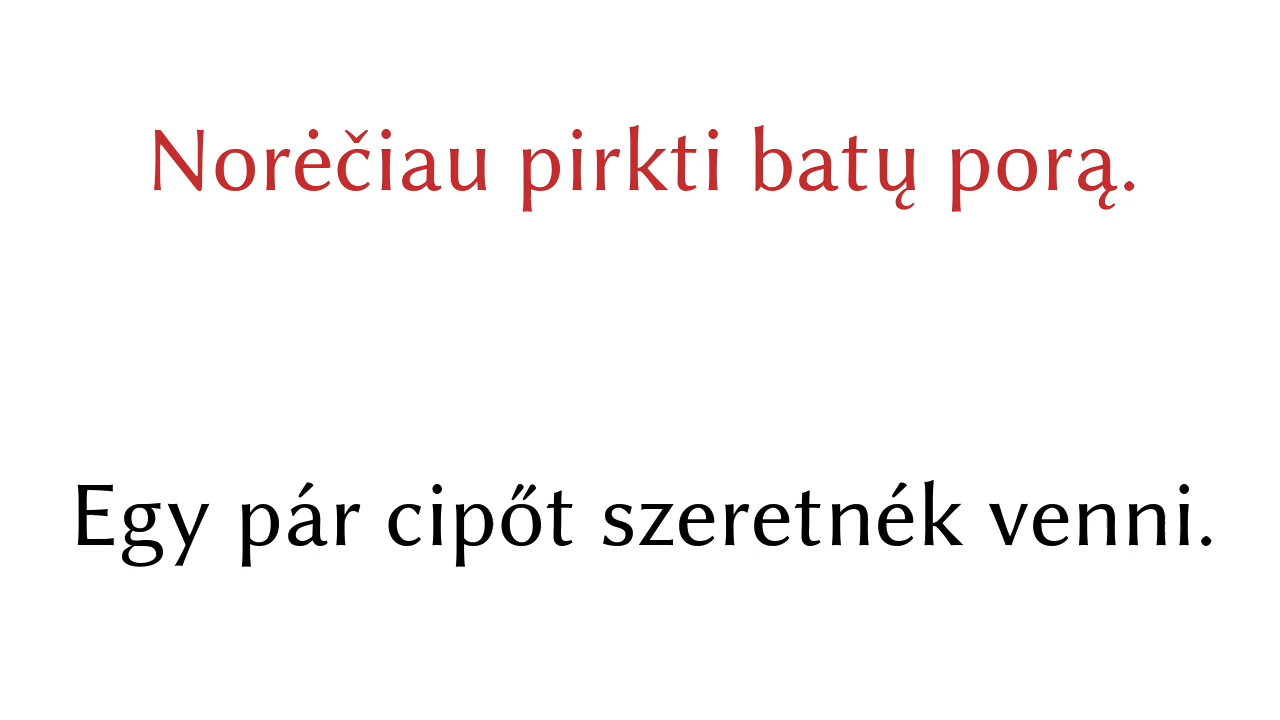 Norėčiau pirkti batų porą.
Egy pár cipőt szeretnék venni.